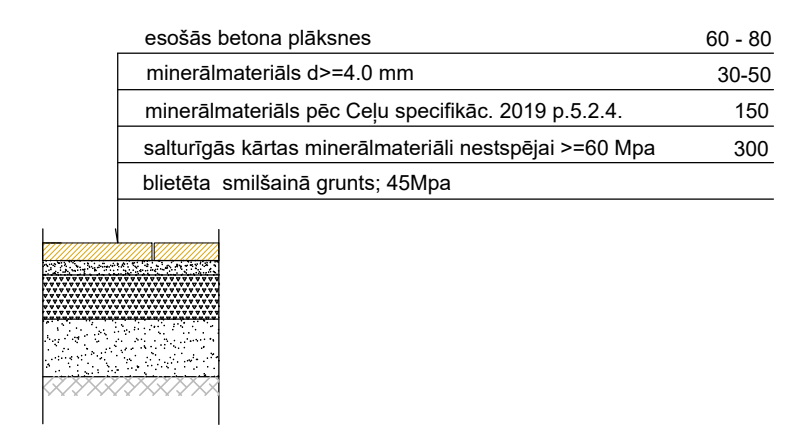 esošās betona plāksnes 60 - 80
minerālmateriāls d>=4.0 mm 30-50
minerālmateriāls pēc Ceļu specifikāc. 2019 p.5.2.4. 150
salturīgās kārtas minerālmateriāli nestspējai >=60 Mpa 300
blietēta smilšainā grunts; 45Mpa